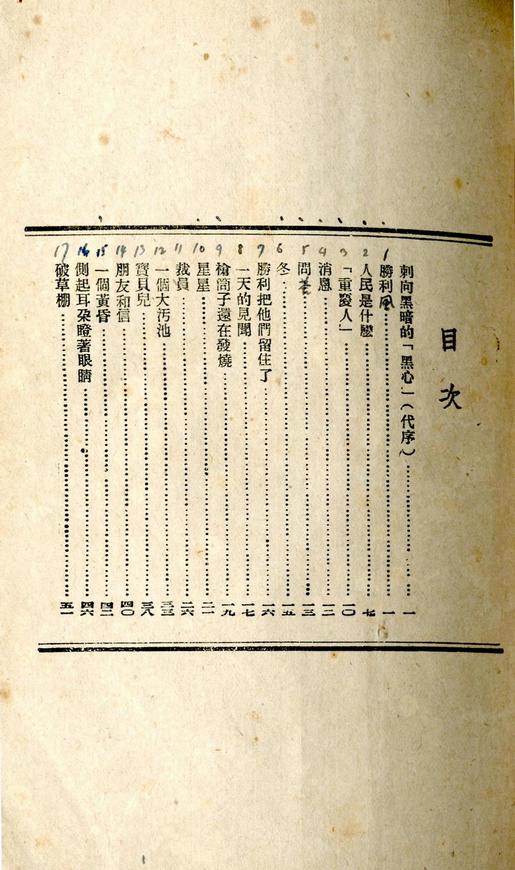 目次
刺向黑暗的「黑心」（代序）…………一
1 勝利風…………一
2 人民是什麼…………七
3 「重慶人」…………一〇
4 消息…………一二
5 問答…………一三
6 冬…………一五
7 勝利把他們留住了…………一六
8 一天的見聞…………一七
9 槍筒子還在發燒…………一九
10 星星…………二一
11 裁員…………二六
12 一個大污池…………三三
13 寶貝兒…………三八
14 朋友和信…………四〇
15 一個黃昏…………四二
16 側起耳朶瞪著眼睛…………四六
17 破草棚…………五一